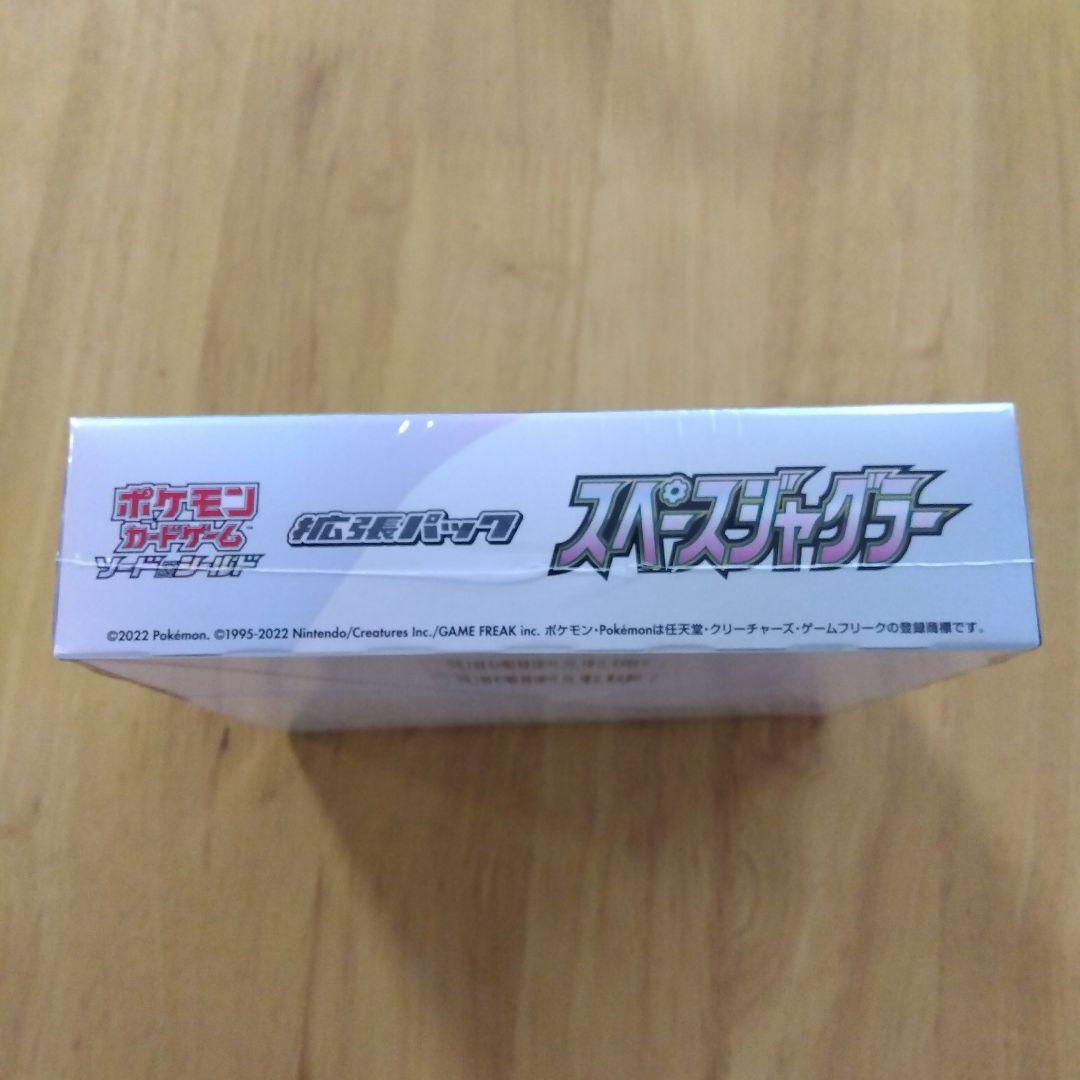 ポケモン
カードゲーム™
ソード&シールド
拡張パック
スペースジャグラー
©2022 Pokémon. ©1995-2022 Nintendo/Creatures Inc./GAME FREAK inc. ポケモン・Pokémonは任天堂・クリーチャーズ・ゲームフリークの登録商標です。